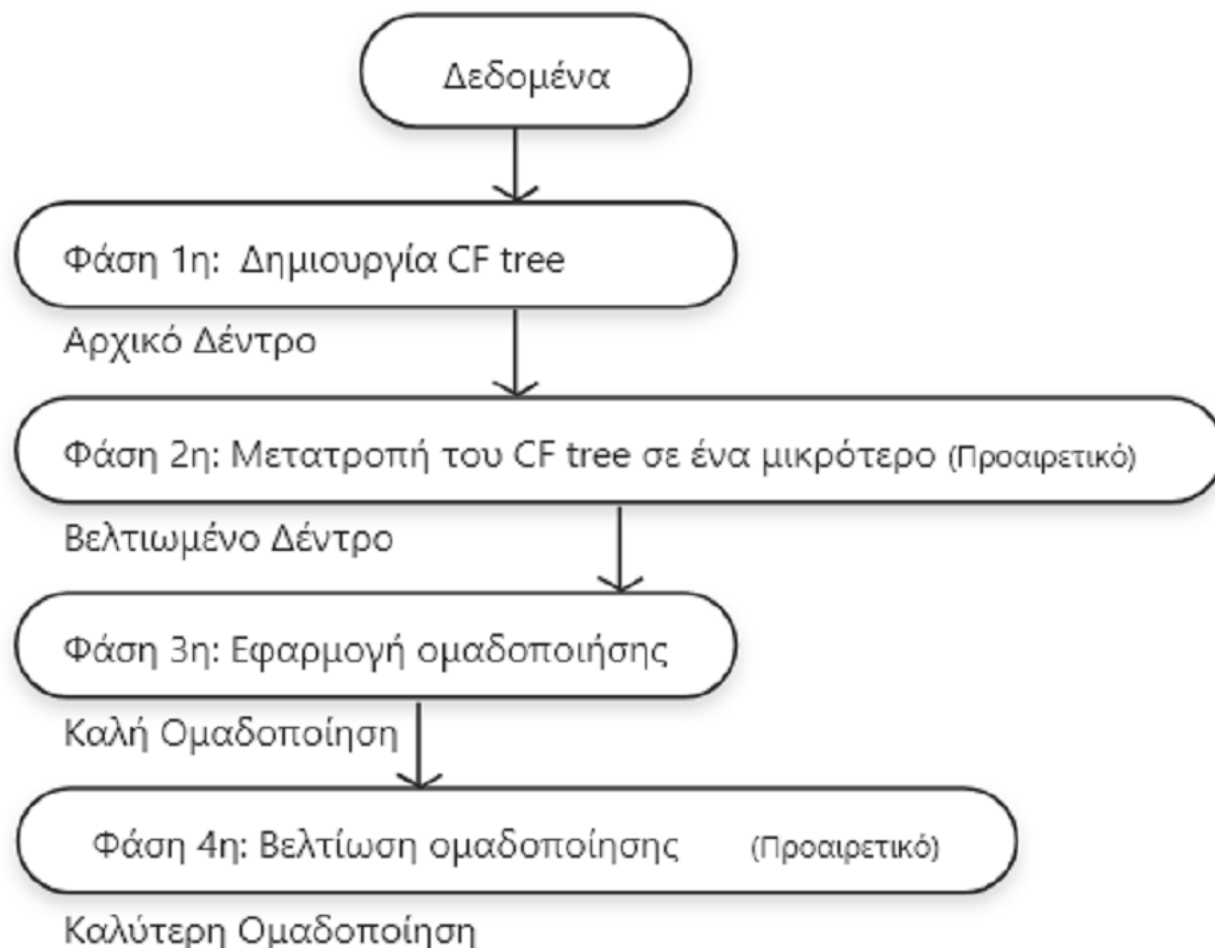 Δεδομένα
Φάση 1η: Δημιουργία CF tree
Αρχικό Δέντρο
Φάση 2η: Μετατροπή του CF tree σε ένα μικρότερο (Προαιρετικό)
Βελτιωμένο Δέντρο
Φάση 3η: Εφαρμογή ομαδοποιήσης
Καλή Ομαδοποίηση
Φάση 4η: Βελτίωση ομαδοποίησης (Προαιρετικό)
Καλύτερη Ομαδοποίηση